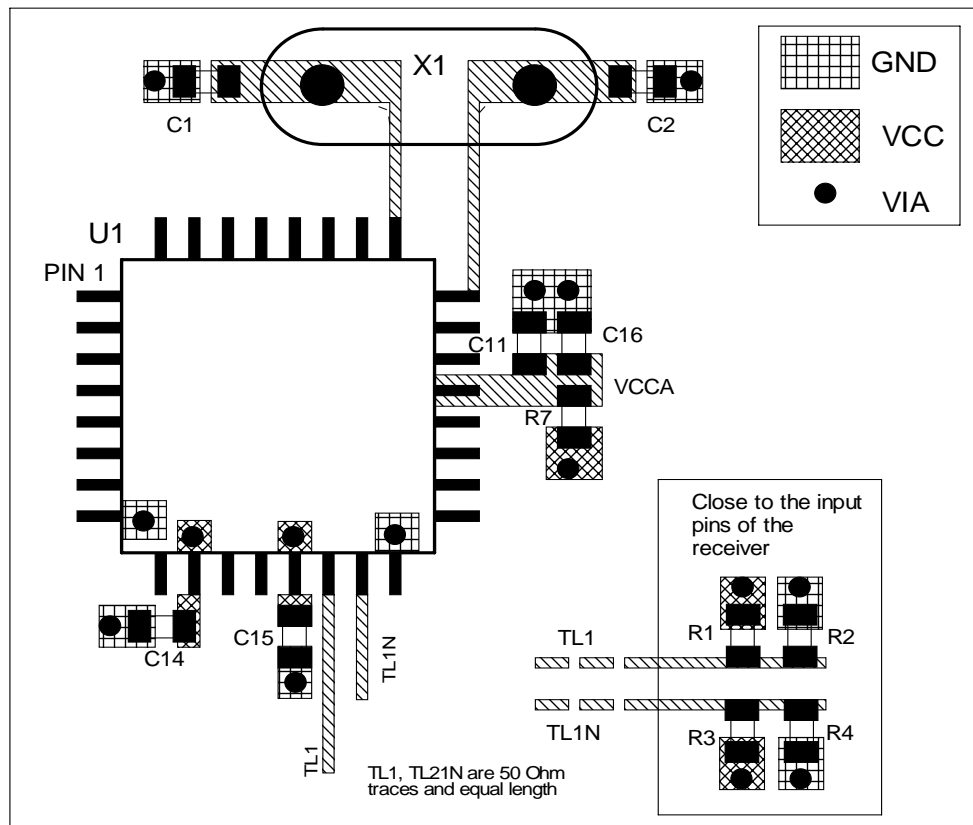 X1
C1
C2
GND
VCC
VIA
U1
PIN 1
C11
C16
VCCA
R7
Close to the input
pins of the
receiver
C14
C15
TL1
TL1N
TL1
TL1N
R1
R2
R3
R4
TL1, TL21N are 50 Ohm
traces and equal length